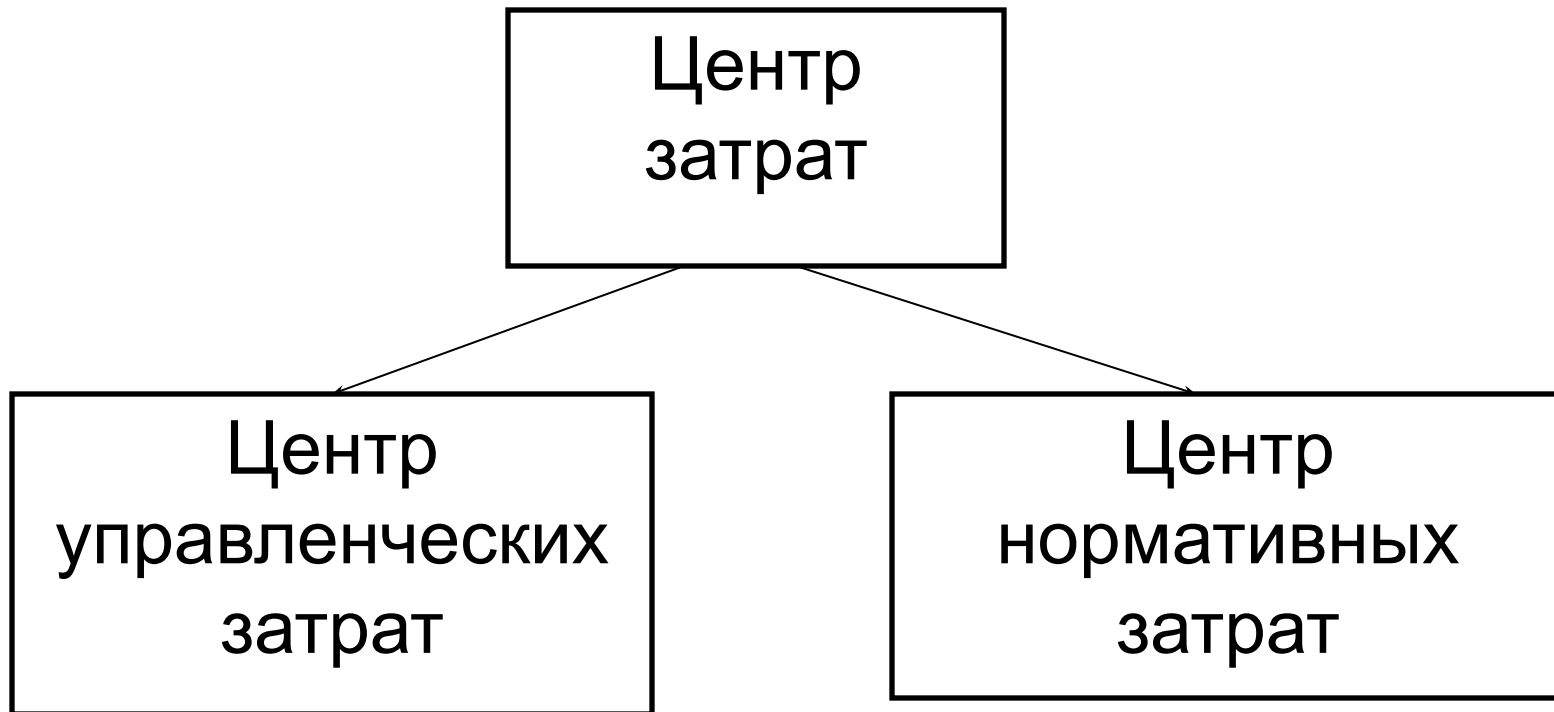 Центр
затрат
Центр
управленческих
затрат
Центр
нормативных
затрат